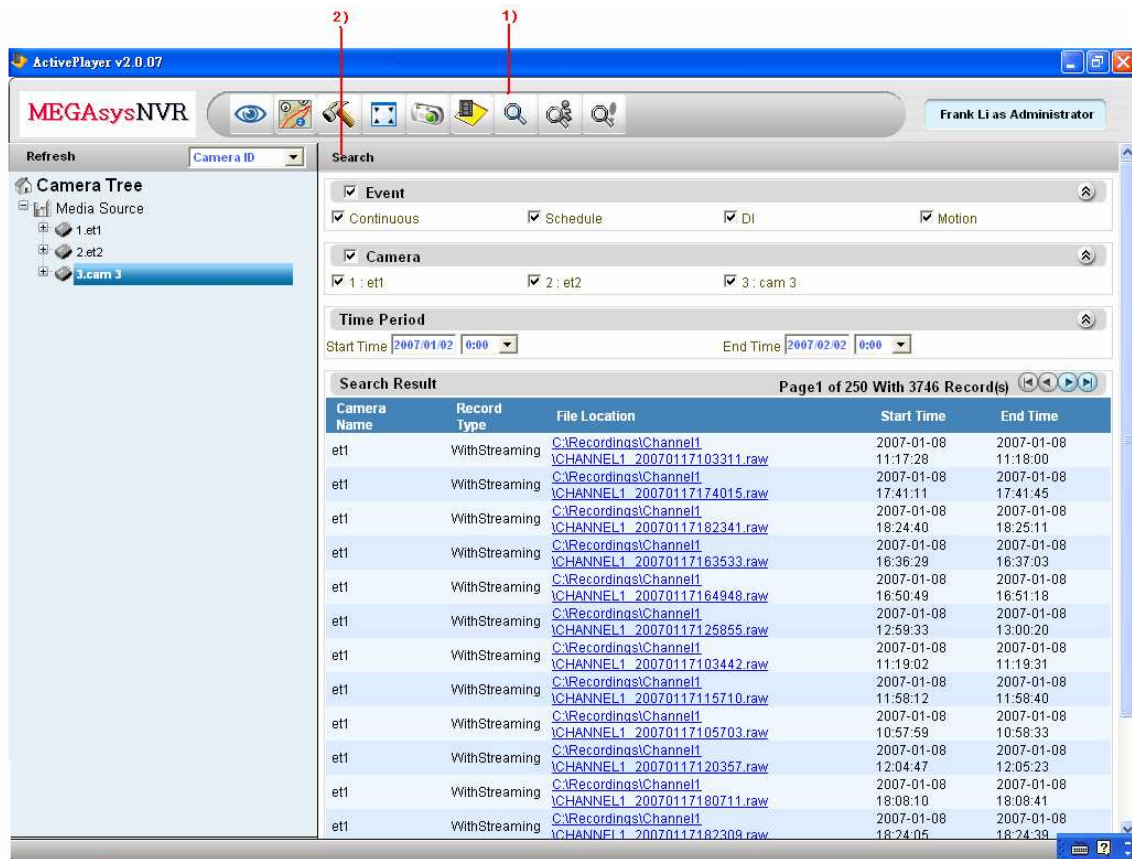 2) 1)
ActivePlayer v2.0.07
MEGAsysNVR
Frank Li as Administrator
Refresh Camera ID
Search
Camera Tree
Media Source
1.et1
2.et2
3.cam 3
Event
Continuous Schedule DI Motion
Camera
1 : et1 2 : et2 3 : cam 3
Time Period
Start Time 2007/01/02 0:00 End Time 2007/02/02 0:00
Search Result Page1 of 250 With 3746 Record(s)
Camera Name Record Type File Location Start Time End Time
et1 WithStreaming C:\Recordings\Channel1\CHANNEL1_20070117103311.raw 2007-01-08 11:17:28 2007-01-08 11:18:00
et1 WithStreaming C:\Recordings\Channel1\CHANNEL1_20070117174015.raw 2007-01-08 17:41:11 2007-01-08 17:41:45
et1 WithStreaming C:\Recordings\Channel1\CHANNEL1_20070117182341.raw 2007-01-08 18:24:40 2007-01-08 18:25:11
et1 WithStreaming C:\Recordings\Channel1\CHANNEL1_20070117163533.raw 2007-01-08 16:36:29 2007-01-08 16:37:03
et1 WithStreaming C:\Recordings\Channel1\CHANNEL1_20070117164948.raw 2007-01-08 16:50:49 2007-01-08 16:51:18
et1 WithStreaming C:\Recordings\Channel1\CHANNEL1_20070117125855.raw 2007-01-08 12:59:33 2007-01-08 13:00:20
et1 WithStreaming C:\Recordings\Channel1\CHANNEL1_20070117103442.raw 2007-01-08 11:19:02 2007-01-08 11:19:31
et1 WithStreaming C:\Recordings\Channel1\CHANNEL1_20070117115710.raw 2007-01-08 11:58:12 2007-01-08 11:58:40
et1 WithStreaming C:\Recordings\Channel1\CHANNEL1_20070117105703.raw 2007-01-08 10:57:59 2007-01-08 10:58:33
et1 WithStreaming C:\Recordings\Channel1\CHANNEL1_20070117120357.raw 2007-01-08 12:04:47 2007-01-08 12:05:23
et1 WithStreaming C:\Recordings\Channel1\CHANNEL1_20070117180711.raw 2007-01-08 18:08:10 2007-01-08 18:08:41
et1 WithStreaming C:\Recordings\Channel1\CHANNEL1_20070117182309.raw 2007-01-08 18:24:05 2007-01-08 18:24:39